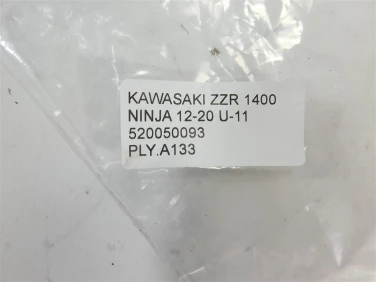 KAWASAKI ZZR 1400
NINJA 12-20 U-11
520050093
PLY.A133